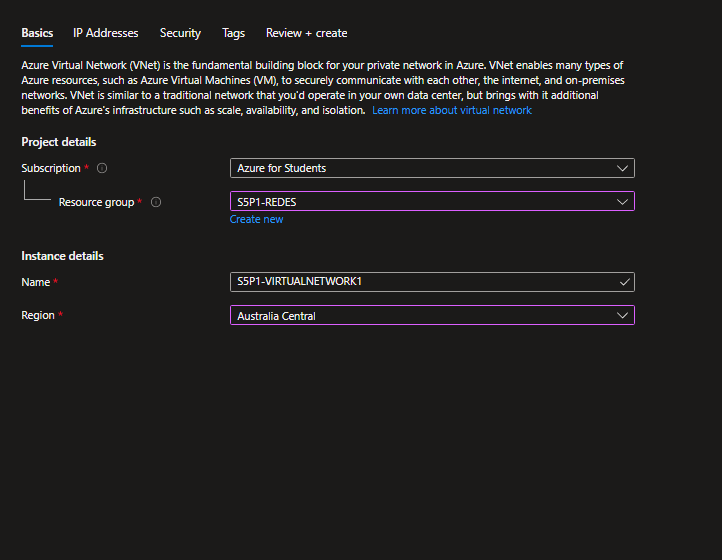 Basics IP Addresses Security Tags Review + create
Azure Virtual Network (VNet) is the fundamental building block for your private network in Azure. VNet enables many types of
Azure resources, such as Azure Virtual Machines (VM), to securely communicate with each other, the internet, and on-premises
networks. VNet is similar to a traditional network that you'd operate in your own data center, but brings with it additional
benefits of Azure's infrastructure such as scale, availability, and isolation. Learn more about virtual network
Project details
Subscription * Azure for Students
Resource group * S5P1-REDES
Create new
Instance details
Name * S5P1-VIRTUALNETWORK1
Region * Australia Central